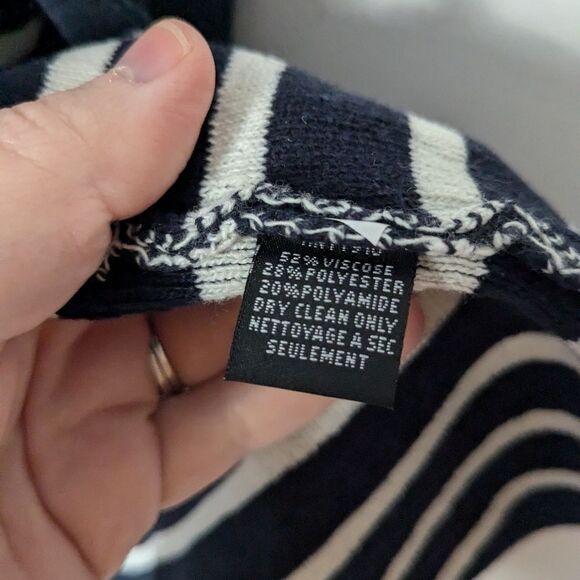 52% VISCOSE
28% POLYESTER
20% POLYAMIDE
DRY CLEAN ONLY
NETTOYAGE A SEC
SEULEMENT